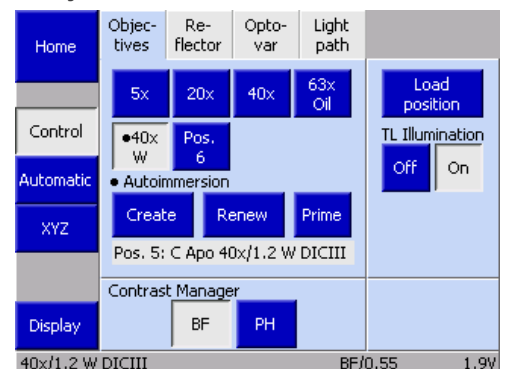 Home
Objec-
tives
Re-
flector
Opto-
var
Light
path
5x
20x
40x
63x
Oil
Load
position
Control
●40x
W
Pos.
6
TL Illumination
Off
On
Automatic
● Autoimmersion
XYZ
Create
Renew
Prime
Pos. 5: C Apo 40x/1.2 W DICIII
Contrast Manager
Display
BF
PH
40x/1.2 W DICIII
BF/0.55
1.9V